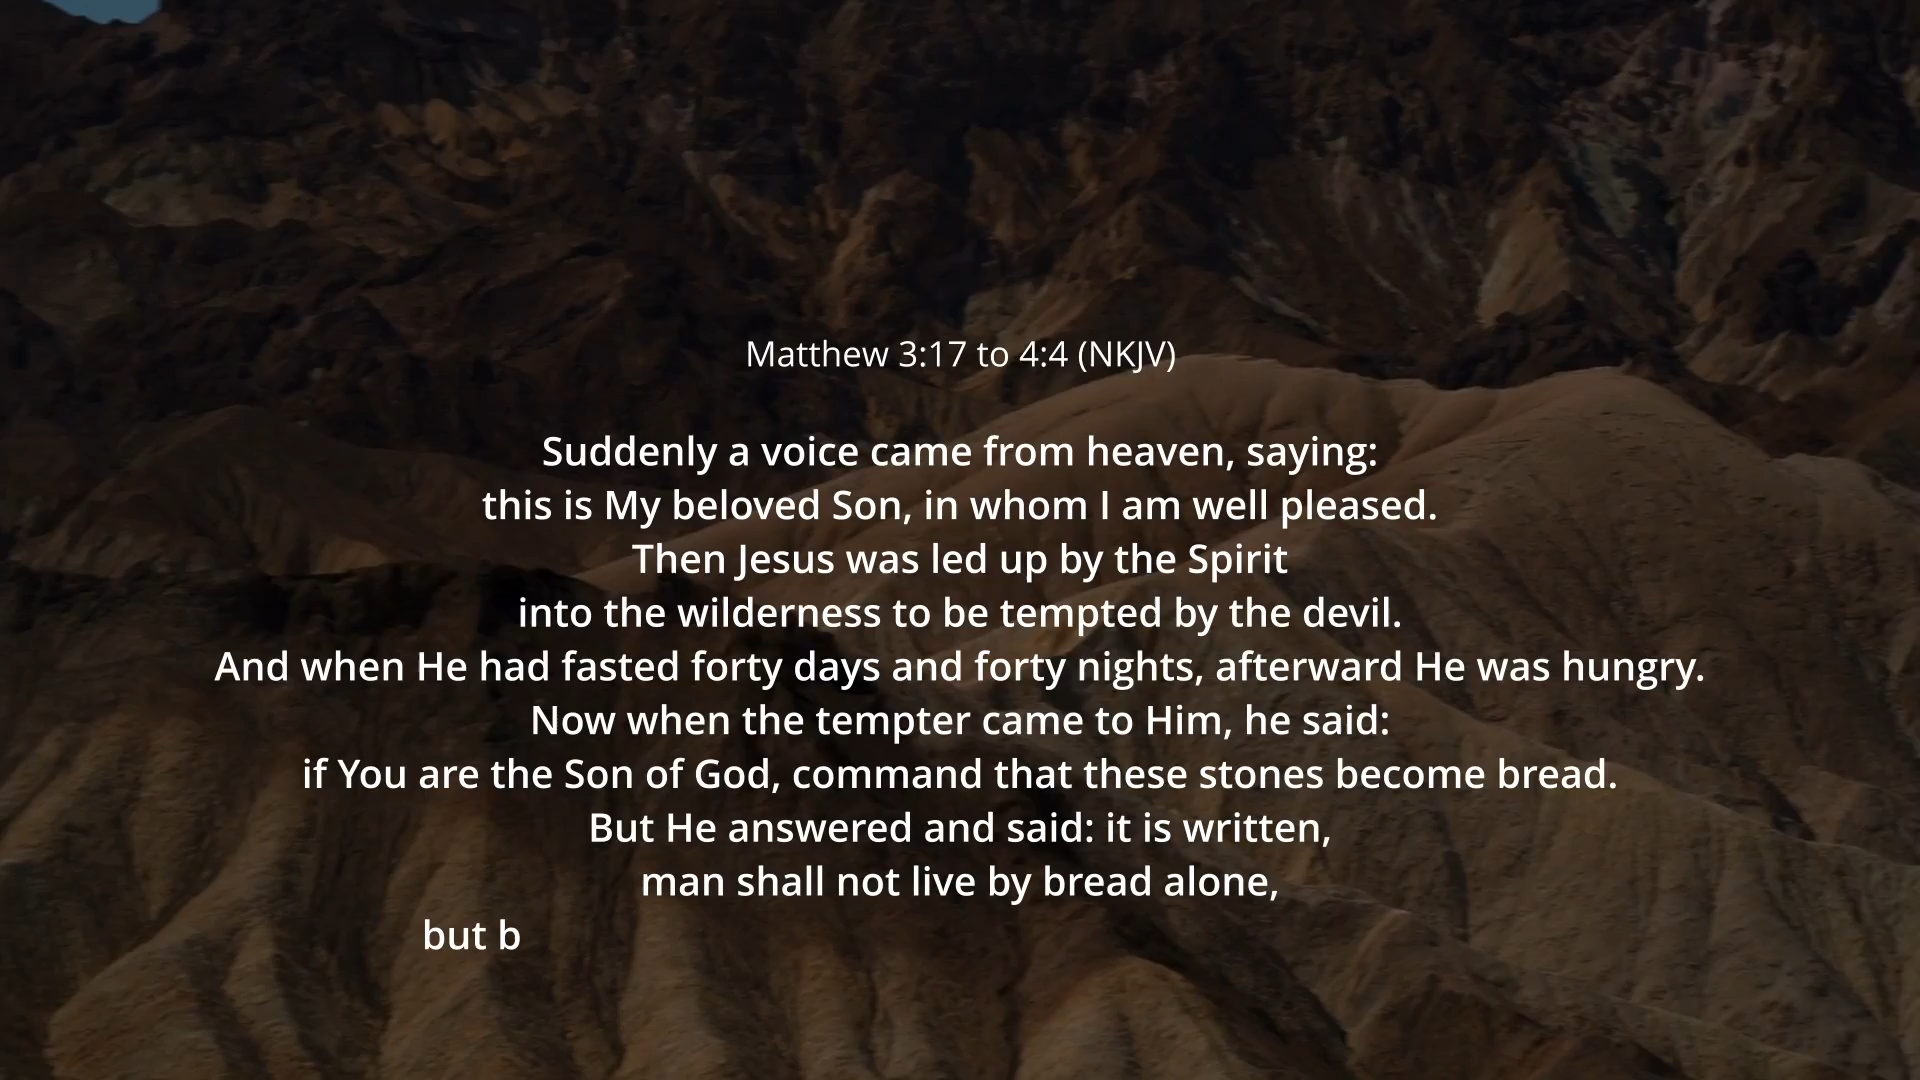 Matthew 3:17 to 4:4 (NKJV)
Suddenly a voice came from heaven, saying:
this is My beloved Son, in whom I am well pleased.
Then Jesus was led up by the Spirit
into the wilderness to be tempted by the devil.
And when He had fasted forty days and forty nights, afterward He was hungry.
Now when the tempter came to Him, he said:
if You are the Son of God, command that these stones become bread.
But He answered and said: it is written,
man shall not live by bread alone,
but b